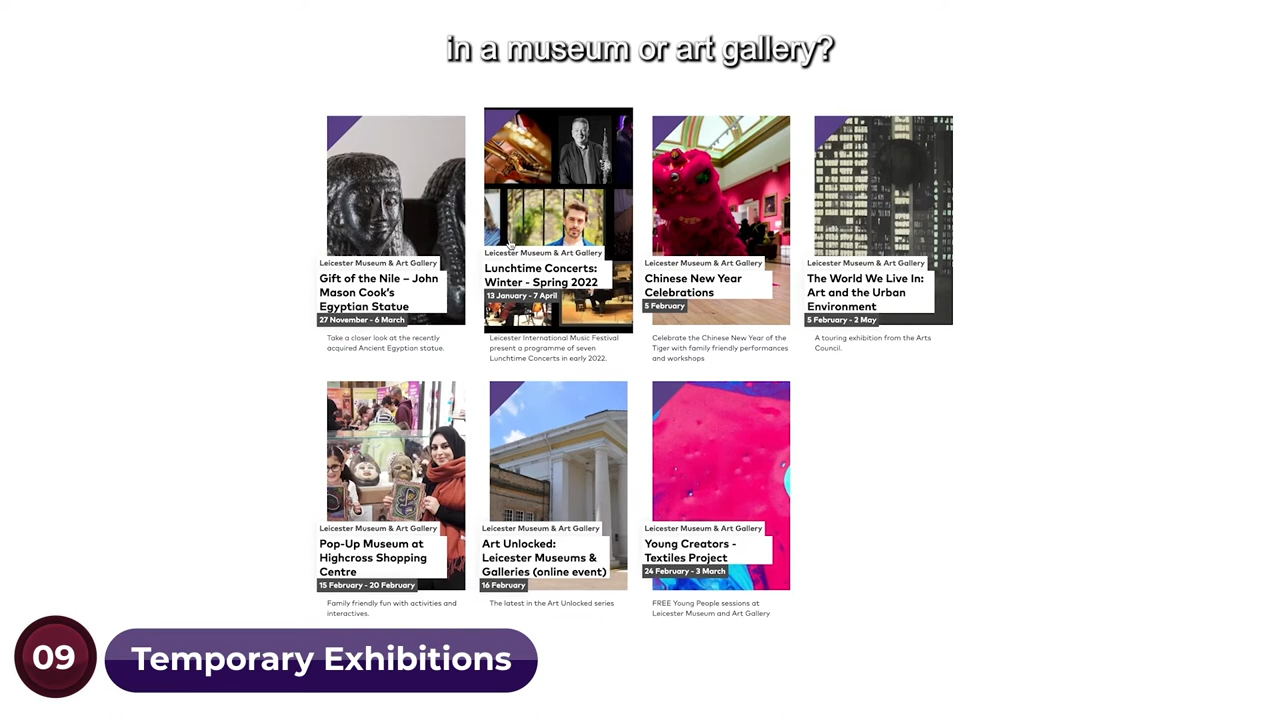 in a museum or art gallery?
Leicester Museum & Art Gallery
Gift of the Nile – John
Mason Cook's
Egyptian Statue
27 November - 6 March
Take a closer look at the recently
acquired Ancient Egyptian statue.
Leicester Museum & Art Gallery
Lunchtime Concerts:
Winter - Spring 2022
13 January - 7 April
Leicester International Music Festival
present a programme of seven
Lunchtime Concerts in early 2022.
Leicester Museum & Art Gallery
Chinese New Year
Celebrations
5 February
Celebrate the Chinese New Year of the
Tiger with family friendly performances
and workshops
Leicester Museum & Art Gallery
The World We Live In:
Art and the Urban
Environment
5 February - 2 May
A touring exhibition from the Arts
Council.
Leicester Museum & Art Gallery
Pop-Up Museum at
Highcross Shopping
Centre
15 February - 20 February
Family friendly fun with activities and
interactives.
Leicester Museum & Art Gallery
Art Unlocked:
Leicester Museums &
Galleries (online event)
16 February
The latest in the Art Unlocked series
Leicester Museum & Art Gallery
Young Creators -
Textiles Project
24 February - 3 March
FREE Young People sessions at
Leicester Museum and Art Gallery
09
Temporary Exhibitions